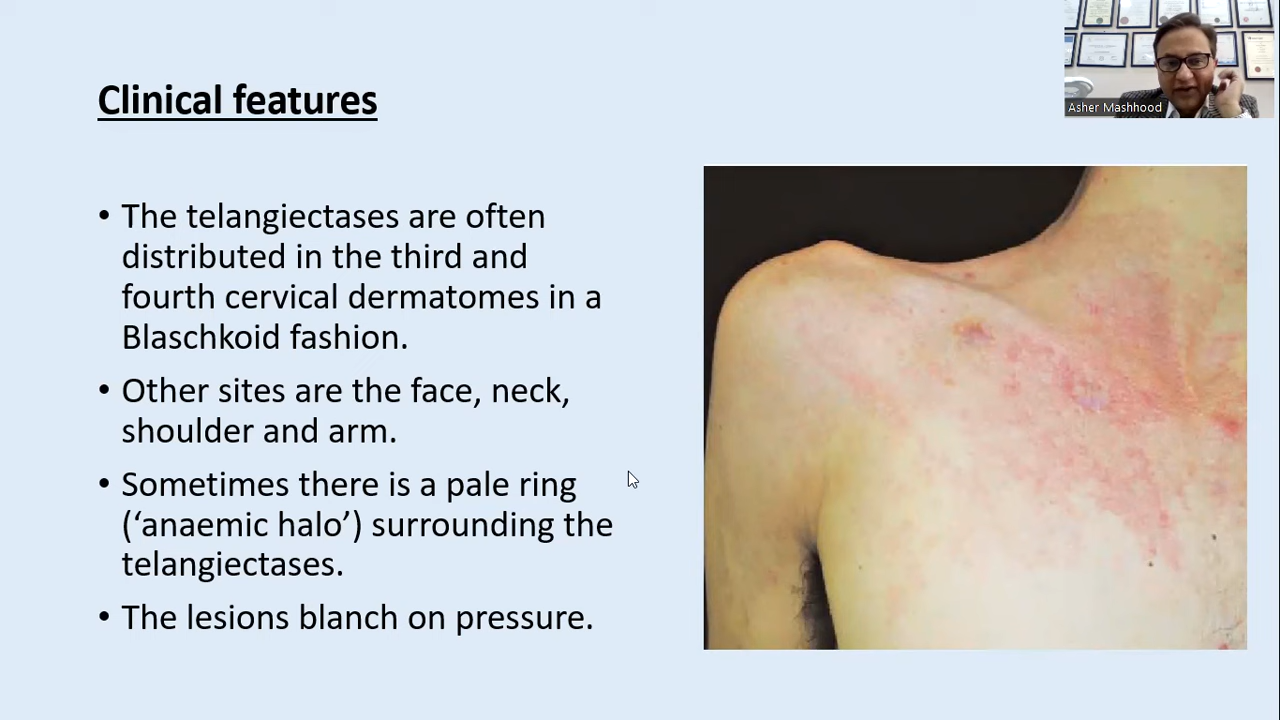 Asher Mashhood
Clinical features
• The telangiectases are often
distributed in the third and
fourth cervical dermatomes in a
Blaschkoid fashion.
• Other sites are the face, neck,
shoulder and arm.
• Sometimes there is a pale ring
(‘anaemic halo’) surrounding the
telangiectases.
• The lesions blanch on pressure.